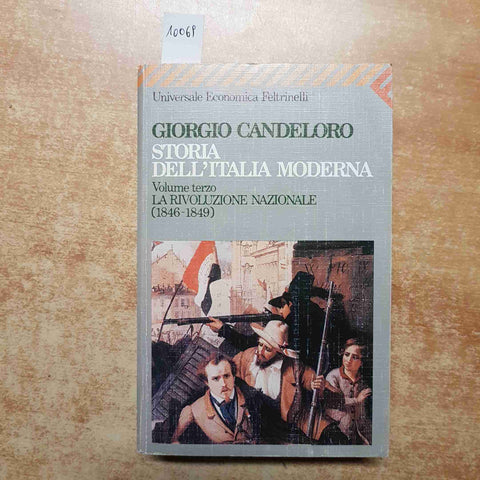 10069
Universale Economica Feltrinelli
GIORGIO CANDELORO
STORIA
DELL'ITALIA MODERNA
Volume terzo
LA RIVOLUZIONE NAZIONALE
(1846-1849)